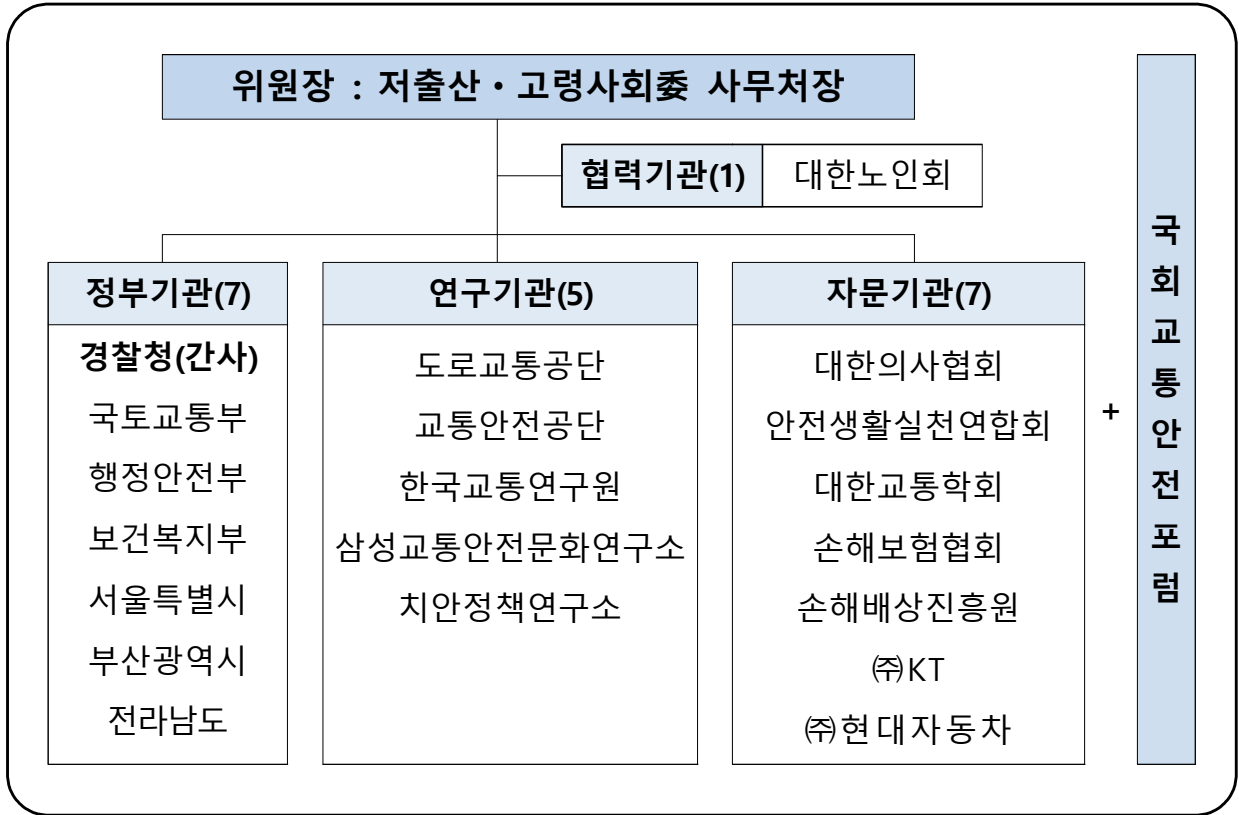 위원장 : 저출산・고령사회委 사무처장
협력기관(1)
대한노인회
정부기관(7)
경찰청(간사)
국토교통부
행정안전부
보건복지부
서울특별시
부산광역시
전라남도
연구기관(5)
도로교통공단
교통안전공단
한국교통연구원
삼성교통안전문화연구소
치안정책연구소
자문기관(7)
대한의사협회
안전생활실천연합회
대한교통학회
손해보험협회
손해배상진흥원
㈜KT
㈜현대자동차
+
국회교통안전포럼